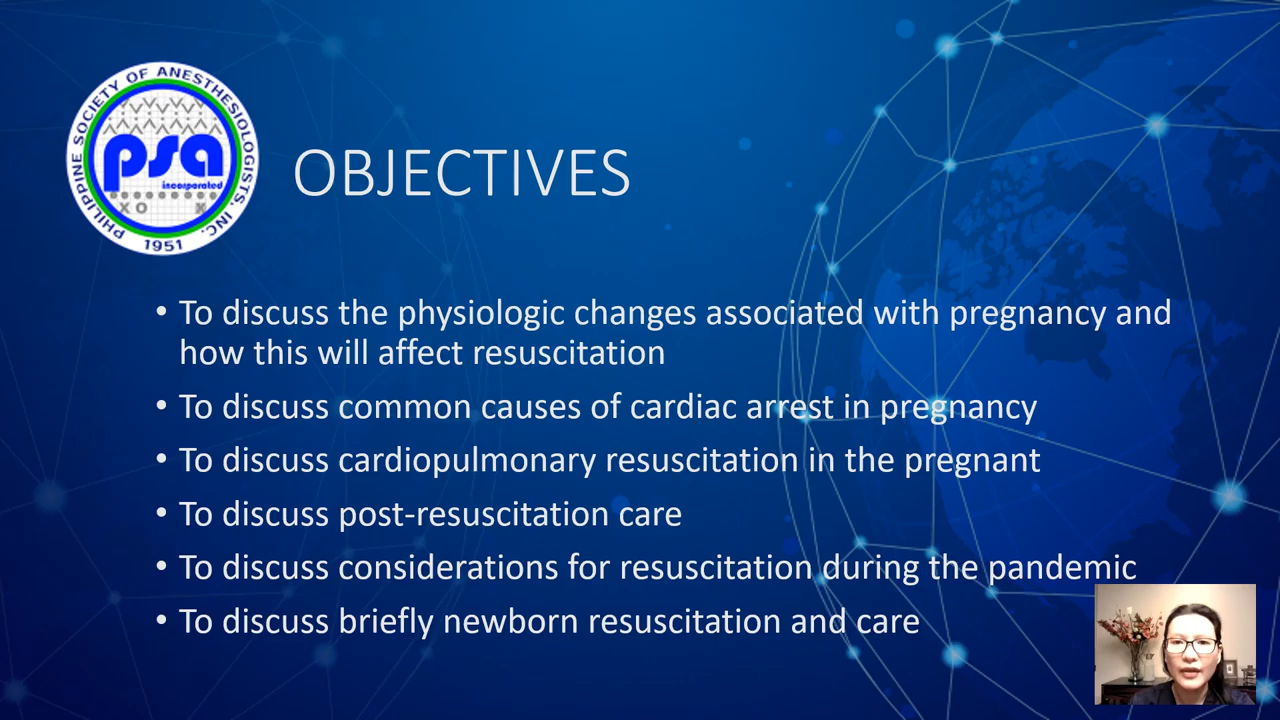 PHILIPPINE SOCIETY OF ANESTHESIOLOGISTS, INC.
psa
incorporated
X O X
1951
OBJECTIVES
• To discuss the physiologic changes associated with pregnancy and
how this will affect resuscitation
• To discuss common causes of cardiac arrest in pregnancy
• To discuss cardiopulmonary resuscitation in the pregnant
• To discuss post-resuscitation care
• To discuss considerations for resuscitation during the pandemic
• To discuss briefly newborn resuscitation and care